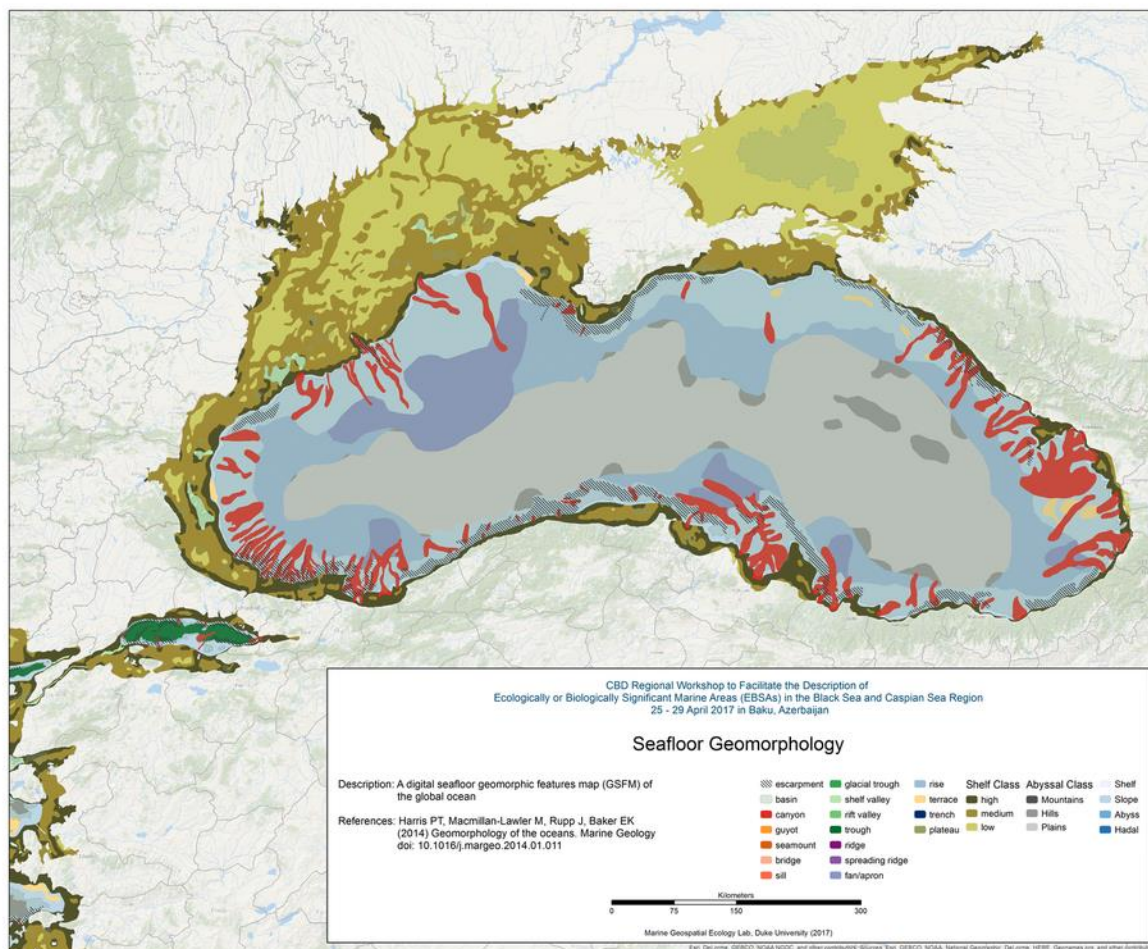 CBD Regional Workshop to Facilitate the Description of
Ecologically or Biologically Significant Marine Areas (EBSAs) in the Black Sea and Caspian Sea Region
25 - 29 April 2017 in Baku, Azerbaijan
Seafloor Geomorphology
Description: A digital seafloor geomorphic features map (GSFM) of
the global ocean
References: Harris PT, Macmillan-Lawler M, Rupp J, Baker EK
(2014) Geomorphology of the oceans. Marine Geology
doi: 10.1016/j.margeo.2014.01.011
escarpment
basin
canyon
guyot
seamount
bridge
sill
glacial trough
shelf valley
rift valley
trough
ridge
spreading ridge
fan/apron
rise
terrace
trench
plateau
Shelf Class
high
medium
low
Abyssal Class
Mountains
Hills
Plains
Shelf
Slope
Abyss
Hadal
Kilometers
0 75 150 300
Marine Geospatial Ecology Lab, Duke University (2017)